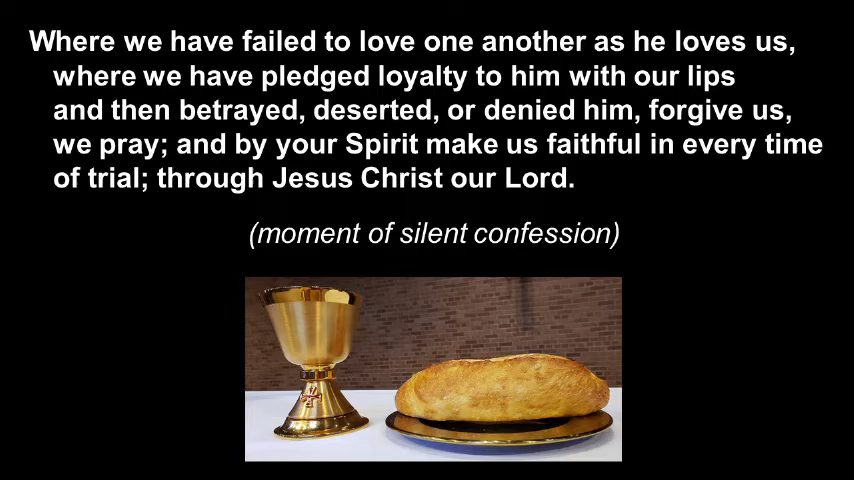 Where we have failed to love one another as he loves us,
where we have pledged loyalty to him with our lips
and then betrayed, deserted, or denied him, forgive us,
we pray; and by your Spirit make us faithful in every time
of trial; through Jesus Christ our Lord.
(moment of silent confession)